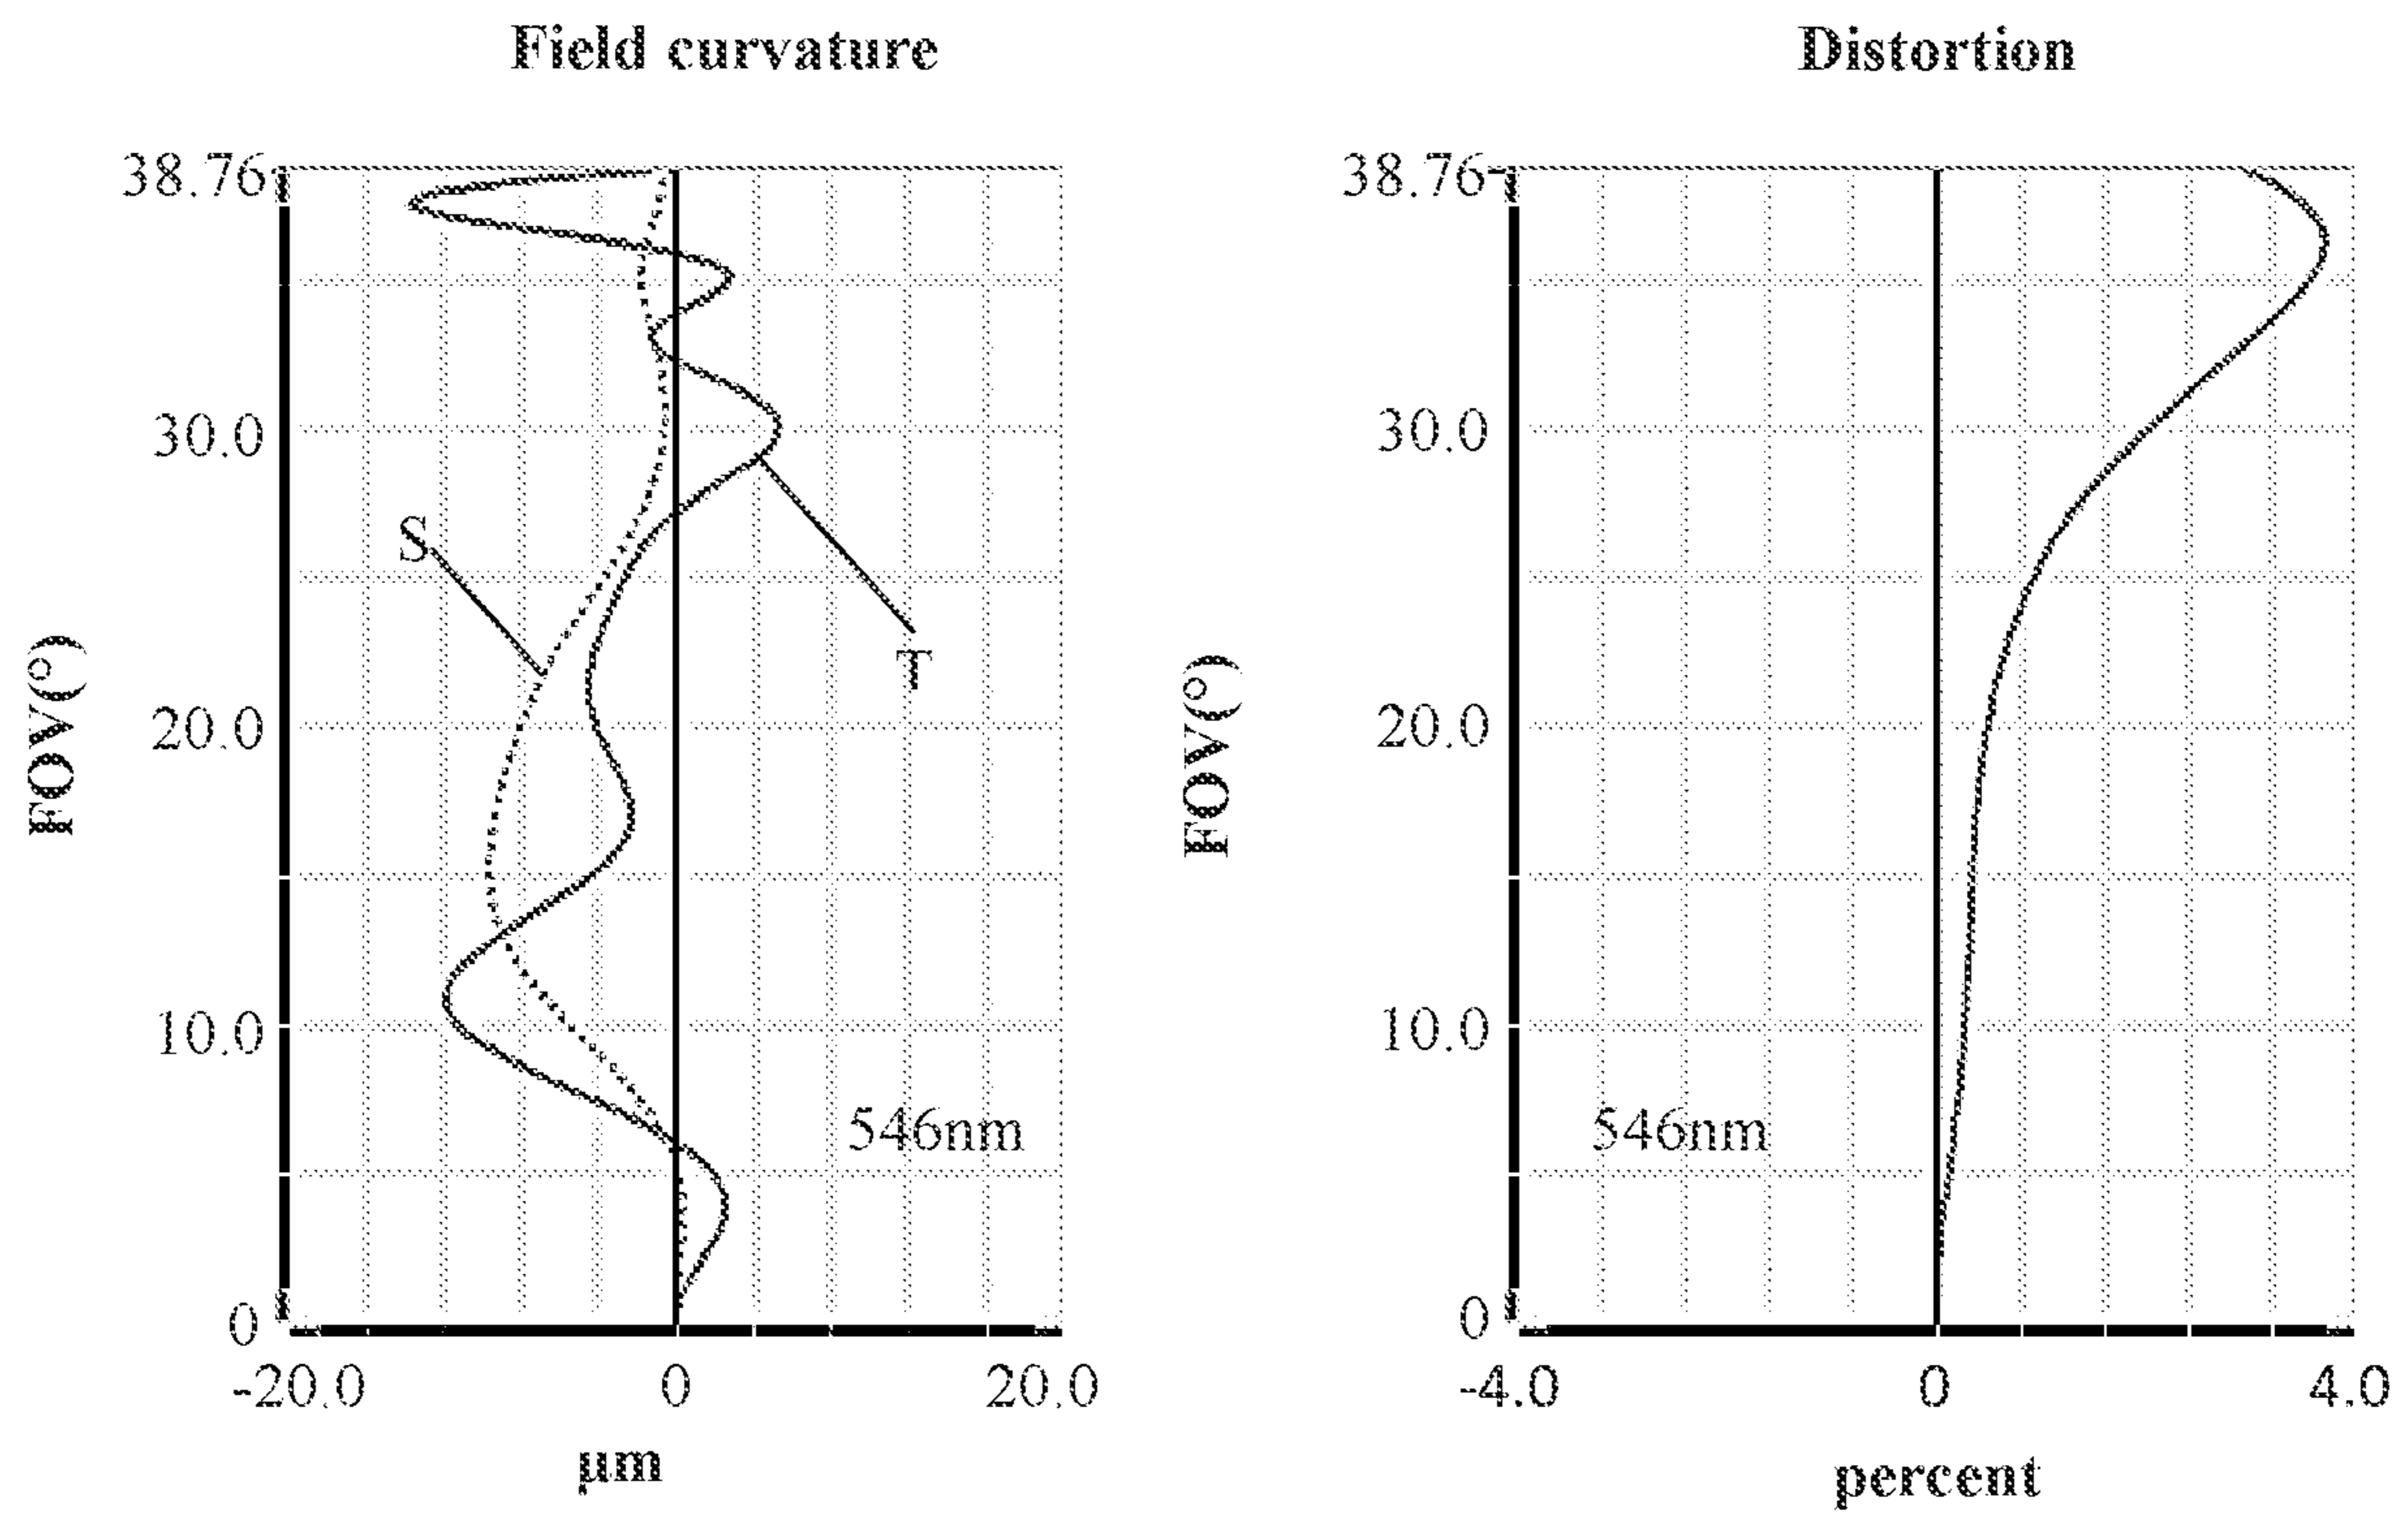 Field curvature
38.76
30.0
20.0
10.0
0
FOV(°)
S
T
546nm
-20.0 0 20.0
μm
Distortion
38.76
30.0
20.0
10.0
0
FOV(°)
546nm
-4.0 0 4.0
percent